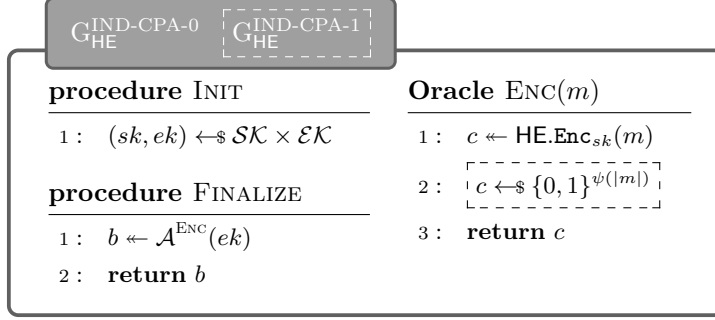 G_HE^IND-CPA-0 G_HE^IND-CPA-1
procedure INIT
1 : (sk, ek) ↞$ 𝒮𝒦 × ℰ𝒦
procedure FINALIZE
1 : b ↞ 𝒜^ENC(ek)
2 : return b
Oracle ENC(m)
1 : c ↞ HE.Enc_sk(m)
2 : c ↞$ {0, 1}^ψ(|m|)
3 : return c